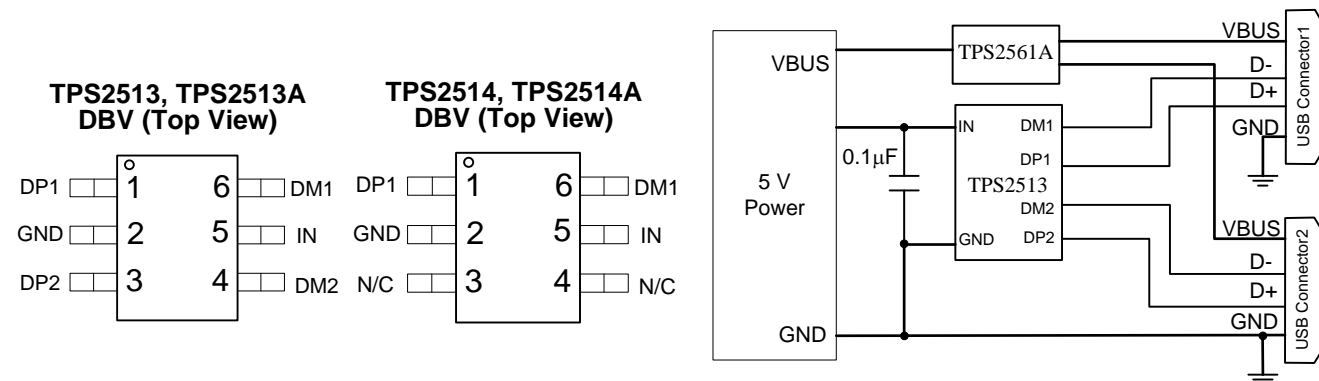 TPS2513, TPS2513A
DBV (Top View)
DP1 1 6 DM1
GND 2 5 IN
DP2 3 4 DM2
TPS2514, TPS2514A
DBV (Top View)
DP1 1 6 DM1
GND 2 5 IN
N/C 3 4 N/C
VBUS
5 V
Power
GND
0.1µF
TPS2561A
IN
DM1
DP1
TPS2513
DM2
GND
DP2
VBUS
D-
D+
GND
USB Connector1
VBUS
D-
D+
GND
USB Connector2